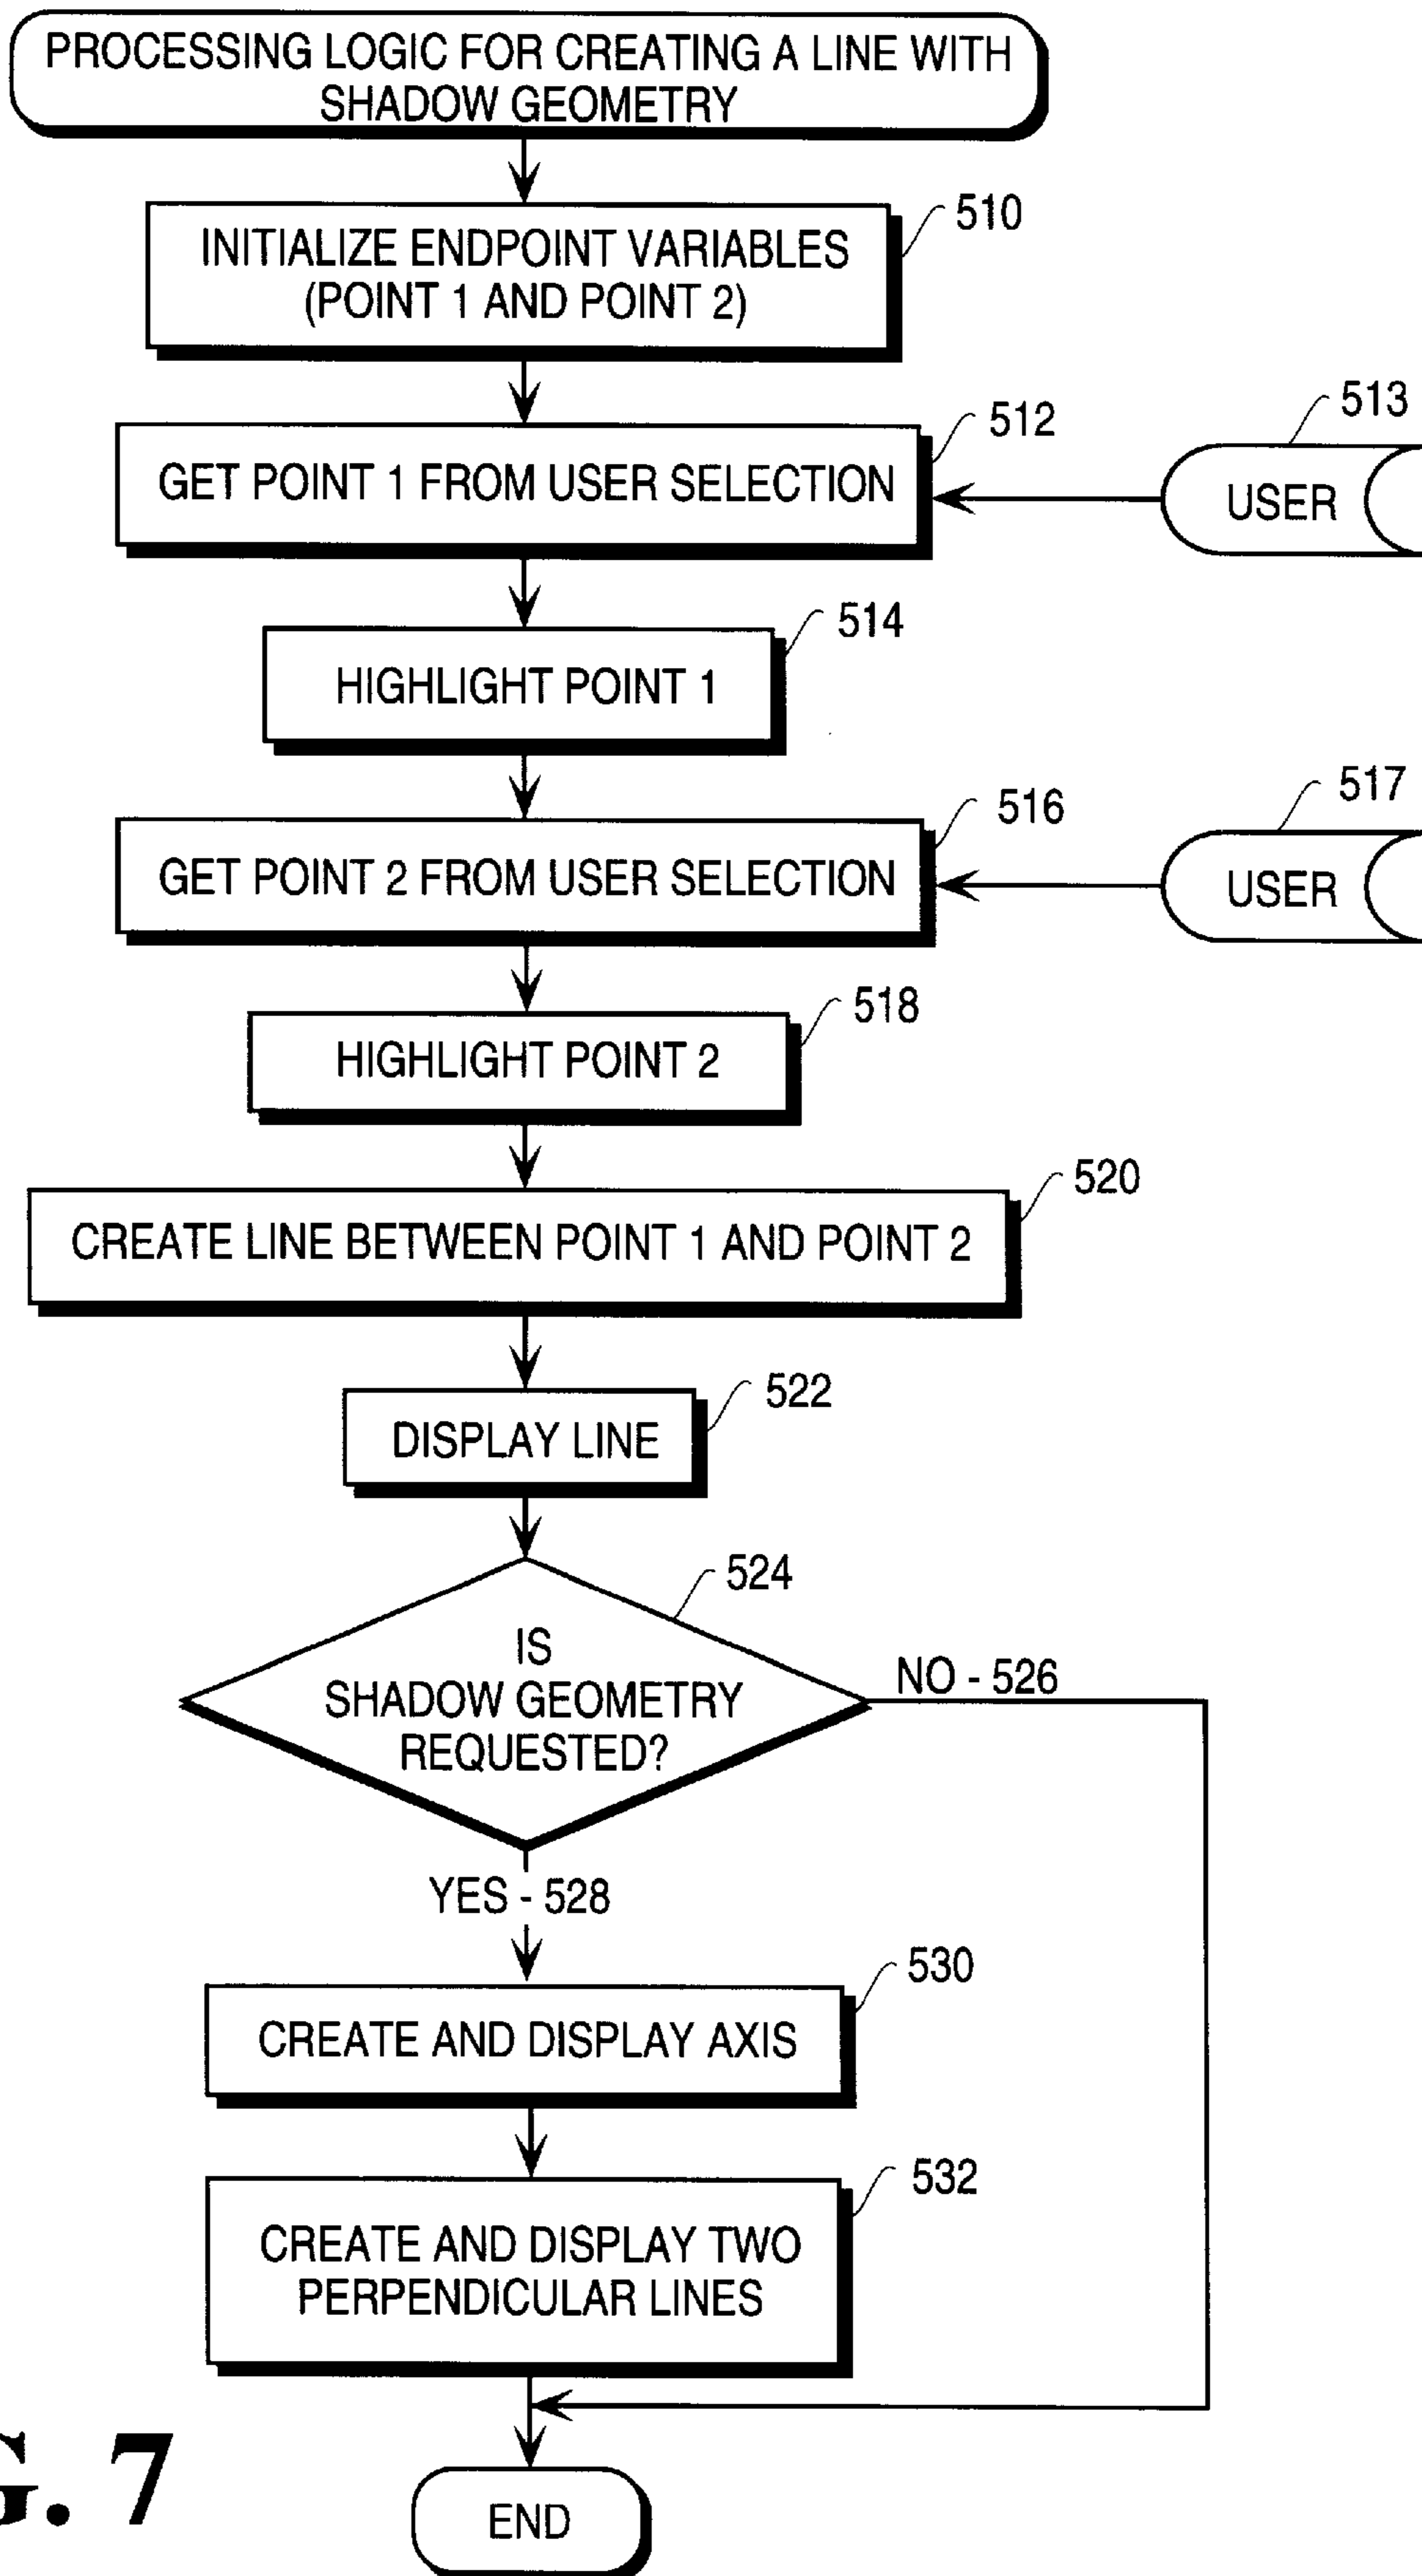 PROCESSING LOGIC FOR CREATING A LINE WITH
SHADOW GEOMETRY
510
INITIALIZE ENDPOINT VARIABLES
(POINT 1 AND POINT 2)
512
513
GET POINT 1 FROM USER SELECTION
USER
514
HIGHLIGHT POINT 1
516
517
GET POINT 2 FROM USER SELECTION
USER
518
HIGHLIGHT POINT 2
520
CREATE LINE BETWEEN POINT 1 AND POINT 2
522
DISPLAY LINE
524
IS
SHADOW GEOMETRY
REQUESTED?
NO - 526
YES - 528
530
CREATE AND DISPLAY AXIS
532
CREATE AND DISPLAY TWO
PERPENDICULAR LINES
G. 7
END